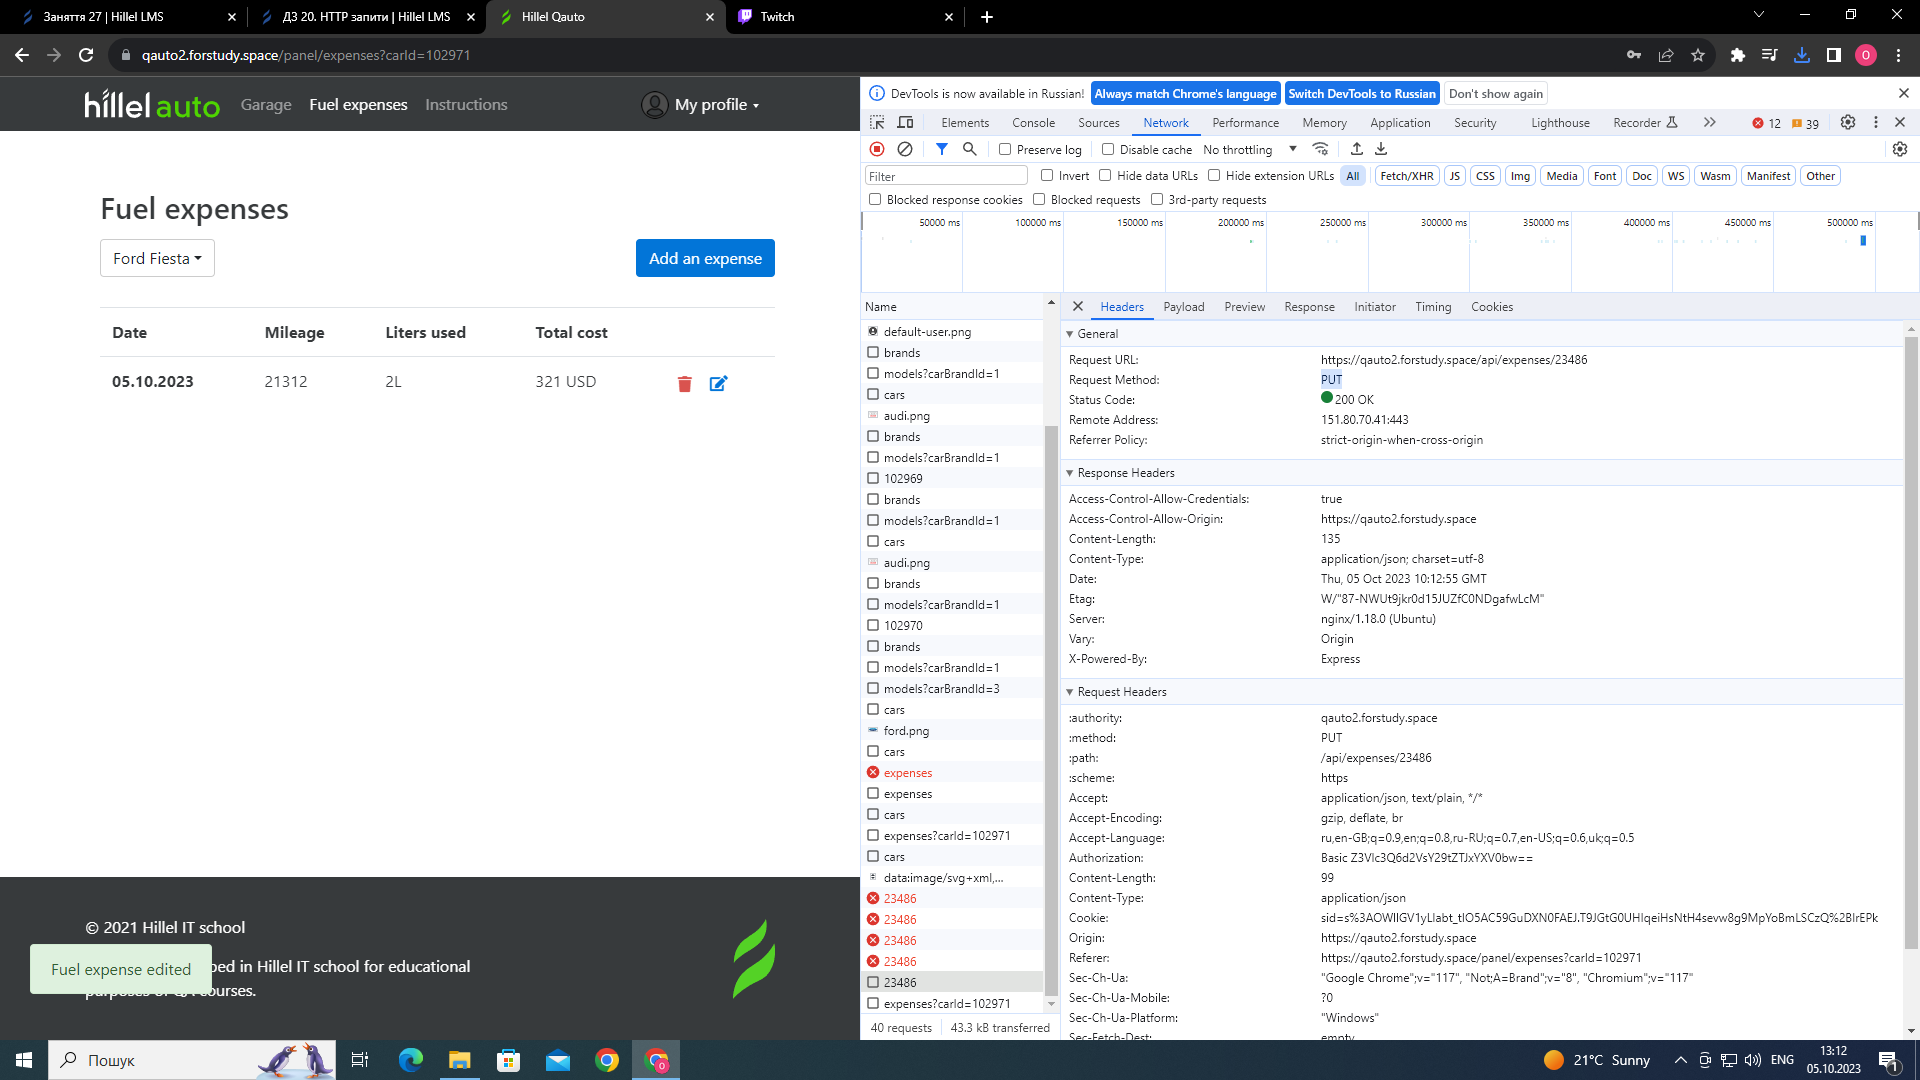 Заняття 27 | Hillel LMS
ДЗ 20. HTTP запити | Hillel LMS
Hillel Qauto
Twitch
qauto2.forstudy.space/panel/expenses?carId=102971
O
hillel auto
Garage
Fuel expenses
Instructions
My profile
Fuel expenses
Ford Fiesta
Add an expense
Date Mileage Liters used Total cost
05.10.2023 21312 2L 321 USD
© 2021 Hillel IT school
ped in Hillel IT school for educational
purposes of QA courses.
Fuel expense edited
DevTools is now available in Russian!
Always match Chrome's language
Switch DevTools to Russian
Don't show again
Elements Console Sources Network Performance Memory Application Security Lighthouse Recorder
12 39
Preserve log Disable cache No throttling
Filter Invert Hide data URLs Hide extension URLs All Fetch/XHR JS CSS Img Media Font Doc WS Wasm Manifest Other
Blocked response cookies Blocked requests 3rd-party requests
50000 ms 100000 ms 150000 ms 200000 ms 250000 ms 300000 ms 350000 ms 400000 ms 450000 ms 500000 ms
Name
default-user.png
brands
models?carBrandId=1
cars
audi.png
brands
models?carBrandId=1
102969
brands
models?carBrandId=1
cars
audi.png
brands
models?carBrandId=1
102970
brands
models?carBrandId=1
models?carBrandId=3
cars
ford.png
cars
expenses
expenses
cars
expenses?carId=102971
cars
data:image/svg+xml,...
23486
23486
23486
23486
23486
expenses?carId=102971
40 requests 43.3 kB transferred
Headers Payload Preview Response Initiator Timing Cookies
General
Request URL: https://qauto2.forstudy.space/api/expenses/23486
Request Method: PUT
Status Code: 200 OK
Remote Address: 151.80.70.41:443
Referrer Policy: strict-origin-when-cross-origin
Response Headers
Access-Control-Allow-Credentials: true
Access-Control-Allow-Origin: https://qauto2.forstudy.space
Content-Length: 135
Content-Type: application/json; charset=utf-8
Date: Thu, 05 Oct 2023 10:12:55 GMT
Etag: W/"87-NWUt9jkr0d15JUZfC0NDgafwLcM"
Server: nginx/1.18.0 (Ubuntu)
Vary: Origin
X-Powered-By: Express
Request Headers
:authority: qauto2.forstudy.space
:method: PUT
:path: /api/expenses/23486
:scheme: https
Accept: application/json, text/plain, */*
Accept-Encoding: gzip, deflate, br
Accept-Language: ru,en-GB;q=0.9,en;q=0.8,ru-RU;q=0.7,en-US;q=0.6,uk;q=0.5
Authorization: Basic Z3Vlc3Q6d2VsY29tZTJxYXV0bw==
Content-Length: 99
Content-Type: application/json
Cookie:
Origin: https://qauto2.forstudy.space
Referer: https://qauto2.forstudy.space/panel/expenses?carId=102971
Sec-Ch-Ua: "Google Chrome";v="117", "Not;A=Brand";v="8", "Chromium";v="117"
Sec-Ch-Ua-Mobile: ?0
Sec-Ch-Ua-Platform: "Windows"
Sec-Fetch-Dest: empty
Пошук
21°C Sunny
ENG
13:12
05.10.2023
1